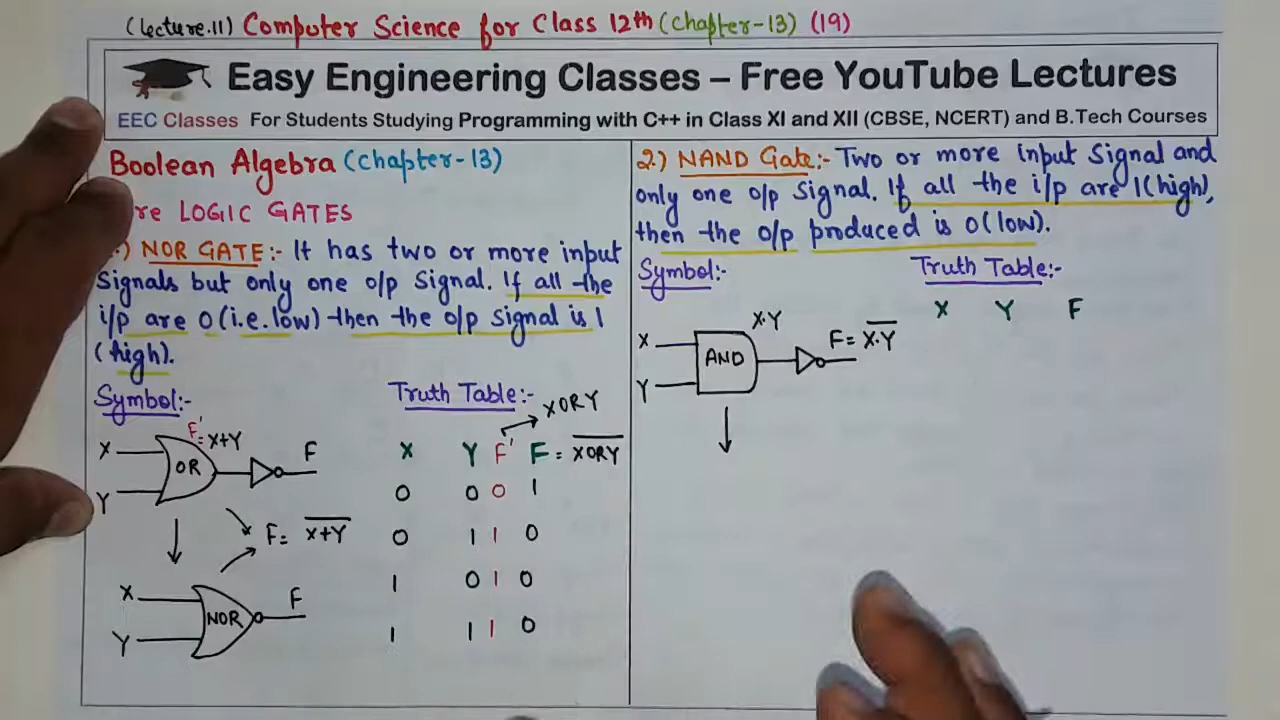 (lecture.11) Computer Science for Class 12th (Chapter-13) (19)
Easy Engineering Classes – Free YouTube Lectures
EEC Classes For Students Studying Programming with C++ in Class XI and XII (CBSE, NCERT) and B.Tech Courses
Boolean Algebra (Chapter-13)
LOGIC GATES
NOR GATE:- It has two or more input
Signals but only one o/p Signal. If all the
i/p are 0 (i.e. low) then the o/p signal is 1
(high).
Symbol:-
Truth Table:-
X OR Y
F'
= X+Y
X
OR
F
Y
X Y F' F = \overline{X OR Y}
0 0 0 1
F = \overline{X+Y}
0 1 1 0
X
NOR
F
Y
1 0 1 0
1 1 1 0
2.) NAND Gate:- Two or more input Signal and
only one o/p Signal. If all the i/p are 1(high),
then the o/p produced is 0(low).
Symbol:-
Truth Table:-
X Y F
X.Y
X
AND
F = \overline{X.Y}
Y